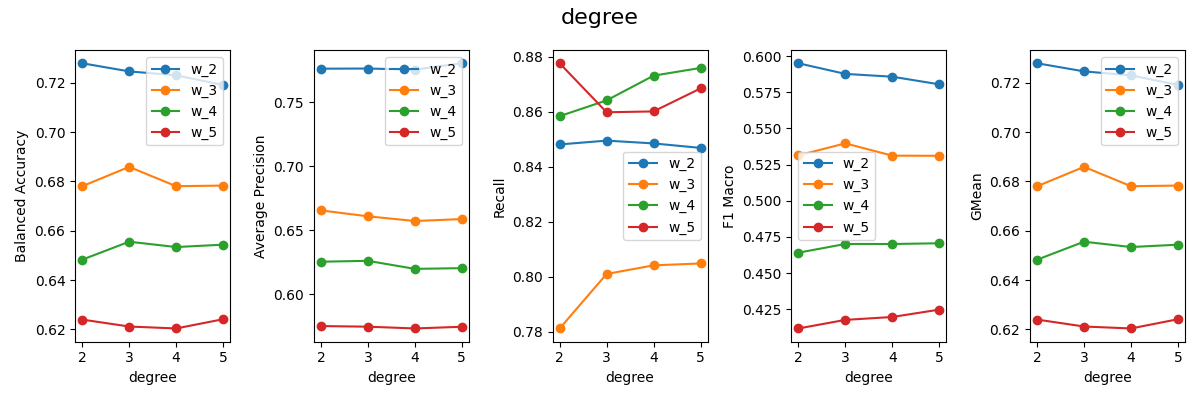 degree
Balanced Accuracy
0.72
0.70
0.68
0.66
0.64
0.62
2 3 4 5
degree
w_2
w_3
w_4
w_5
Average Precision
0.75
0.70
0.65
0.60
2 3 4 5
degree
w_2
w_3
w_4
w_5
Recall
0.88
0.86
0.84
0.82
0.80
0.78
2 3 4 5
degree
w_2
w_3
w_4
w_5
F1 Macro
0.600
0.575
0.550
0.525
0.500
0.475
0.450
0.425
2 3 4 5
degree
w_2
w_3
w_4
w_5
GMean
0.72
0.70
0.68
0.66
0.64
0.62
2 3 4 5
degree
w_2
w_3
w_4
w_5